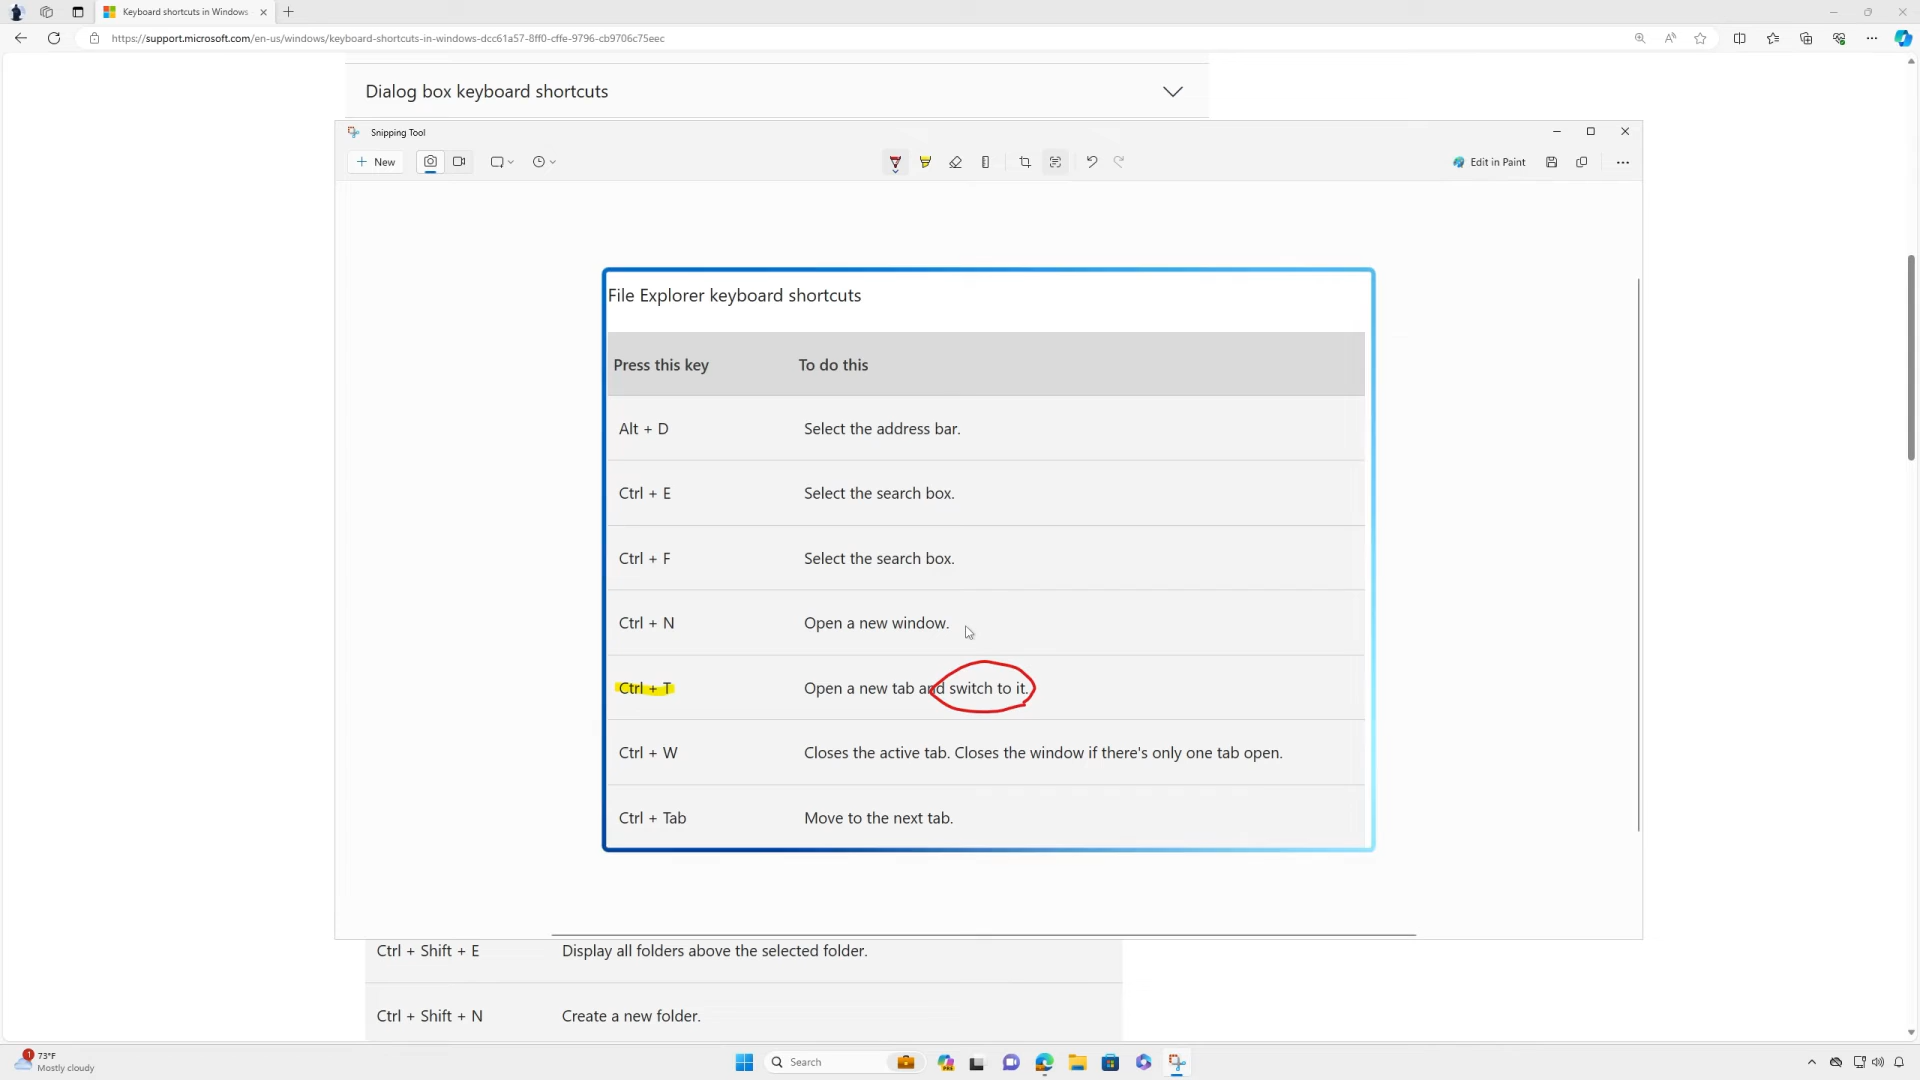 Keyboard shortcuts in Windows
https://support.microsoft.com/en-us/windows/keyboard-shortcuts-in-windows-dcc61a57-8ff0-cffe-9796-cb9706c75eec
Dialog box keyboard shortcuts
Snipping Tool
New
Edit in Paint
File Explorer keyboard shortcuts
Press this key To do this
Alt + D Select the address bar.
Ctrl + E Select the search box.
Ctrl + F Select the search box.
Ctrl + N Open a new window.
Ctrl + T Open a new tab and switch to it.
Ctrl + W Closes the active tab. Closes the window if there's only one tab open.
Ctrl + Tab Move to the next tab.
Ctrl + Shift + E Display all folders above the selected folder.
Ctrl + Shift + N Create a new folder.
1
73°F
Mostly cloudy
Search
PRE